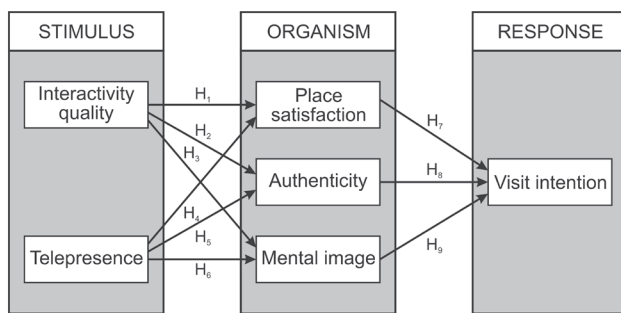 STIMULUS
ORGANISM
RESPONSE
Interactivity
quality
H₁
H₂
H₃
Place
satisfaction
H₇
Authenticity
H₈
Visit intention
H₄
H₅
H₆
Telepresence
Mental image
H₉